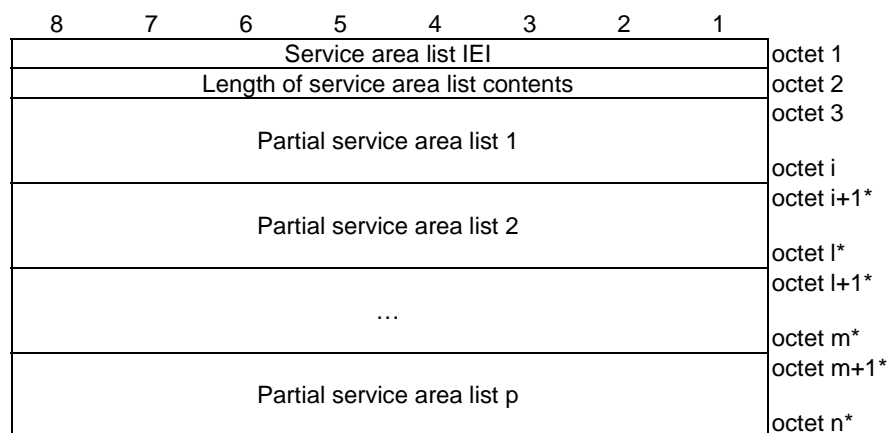 8 7 6 5 4 3 2 1
Service area list IEI octet 1
Length of service area list contents octet 2
octet 3
Partial service area list 1
octet i
octet i+1*
Partial service area list 2
octet l*
octet l+1*
…
octet m*
octet m+1*
Partial service area list p
octet n*